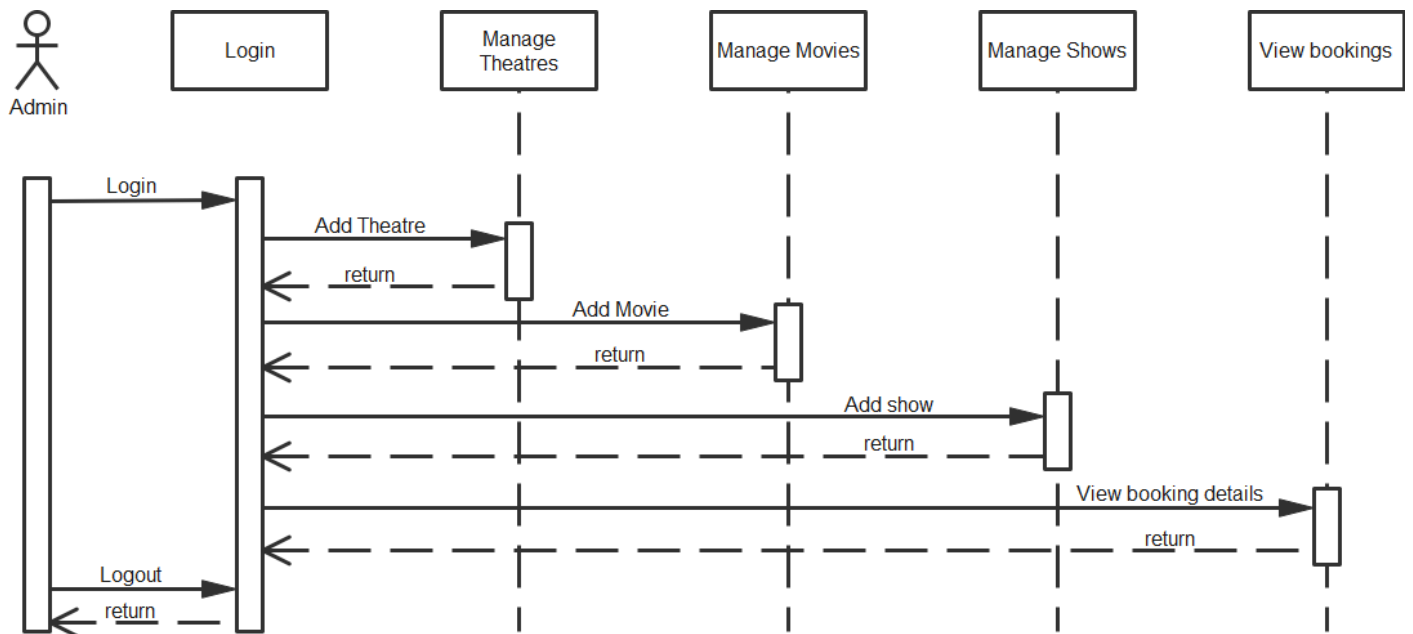 Admin
Login
Manage
Theatres
Manage Movies
Manage Shows
View bookings
Login
Add Theatre
return
Add Movie
return
Add show
return
View booking details
return
Logout
return